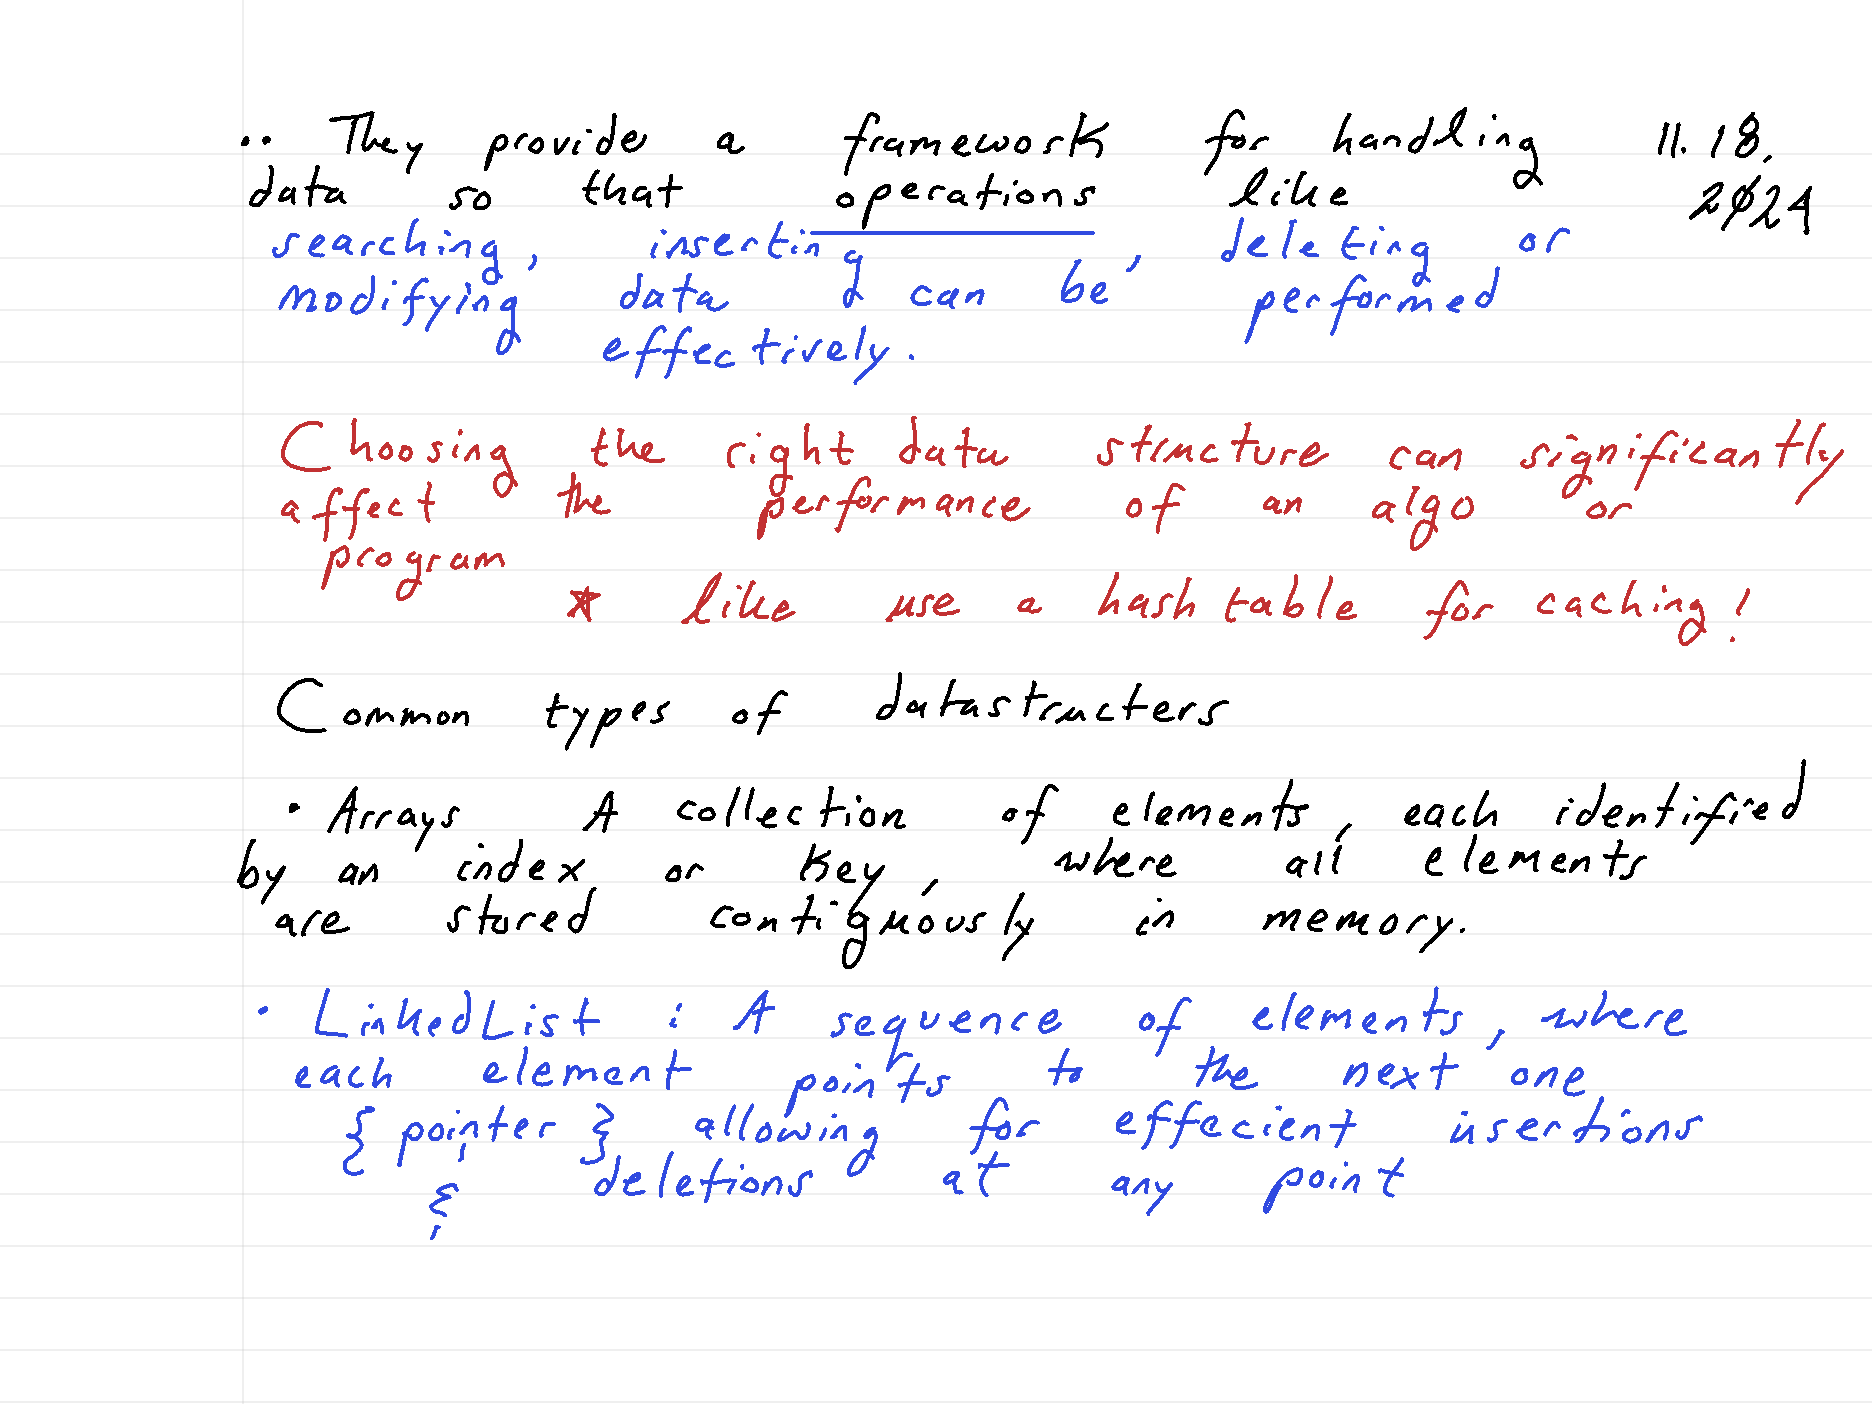 .. They provide a framework for handling 11.18.
data so that operations like 2024
searching, inserting, deleting or
modifying data can be performed
effectively.
Choosing the right data structure can significantly
affect the performance of an algo or
program
* like use a hash table for caching!
Common types of datastructers
• Arrays A collection of elements, each identified
by an index or key, where all elements
are stored contiguously in memory.
• LinkedList : A sequence of elements, where
each element points to the next one
{ pointer } allowing for effecient insertions
& deletions at any point